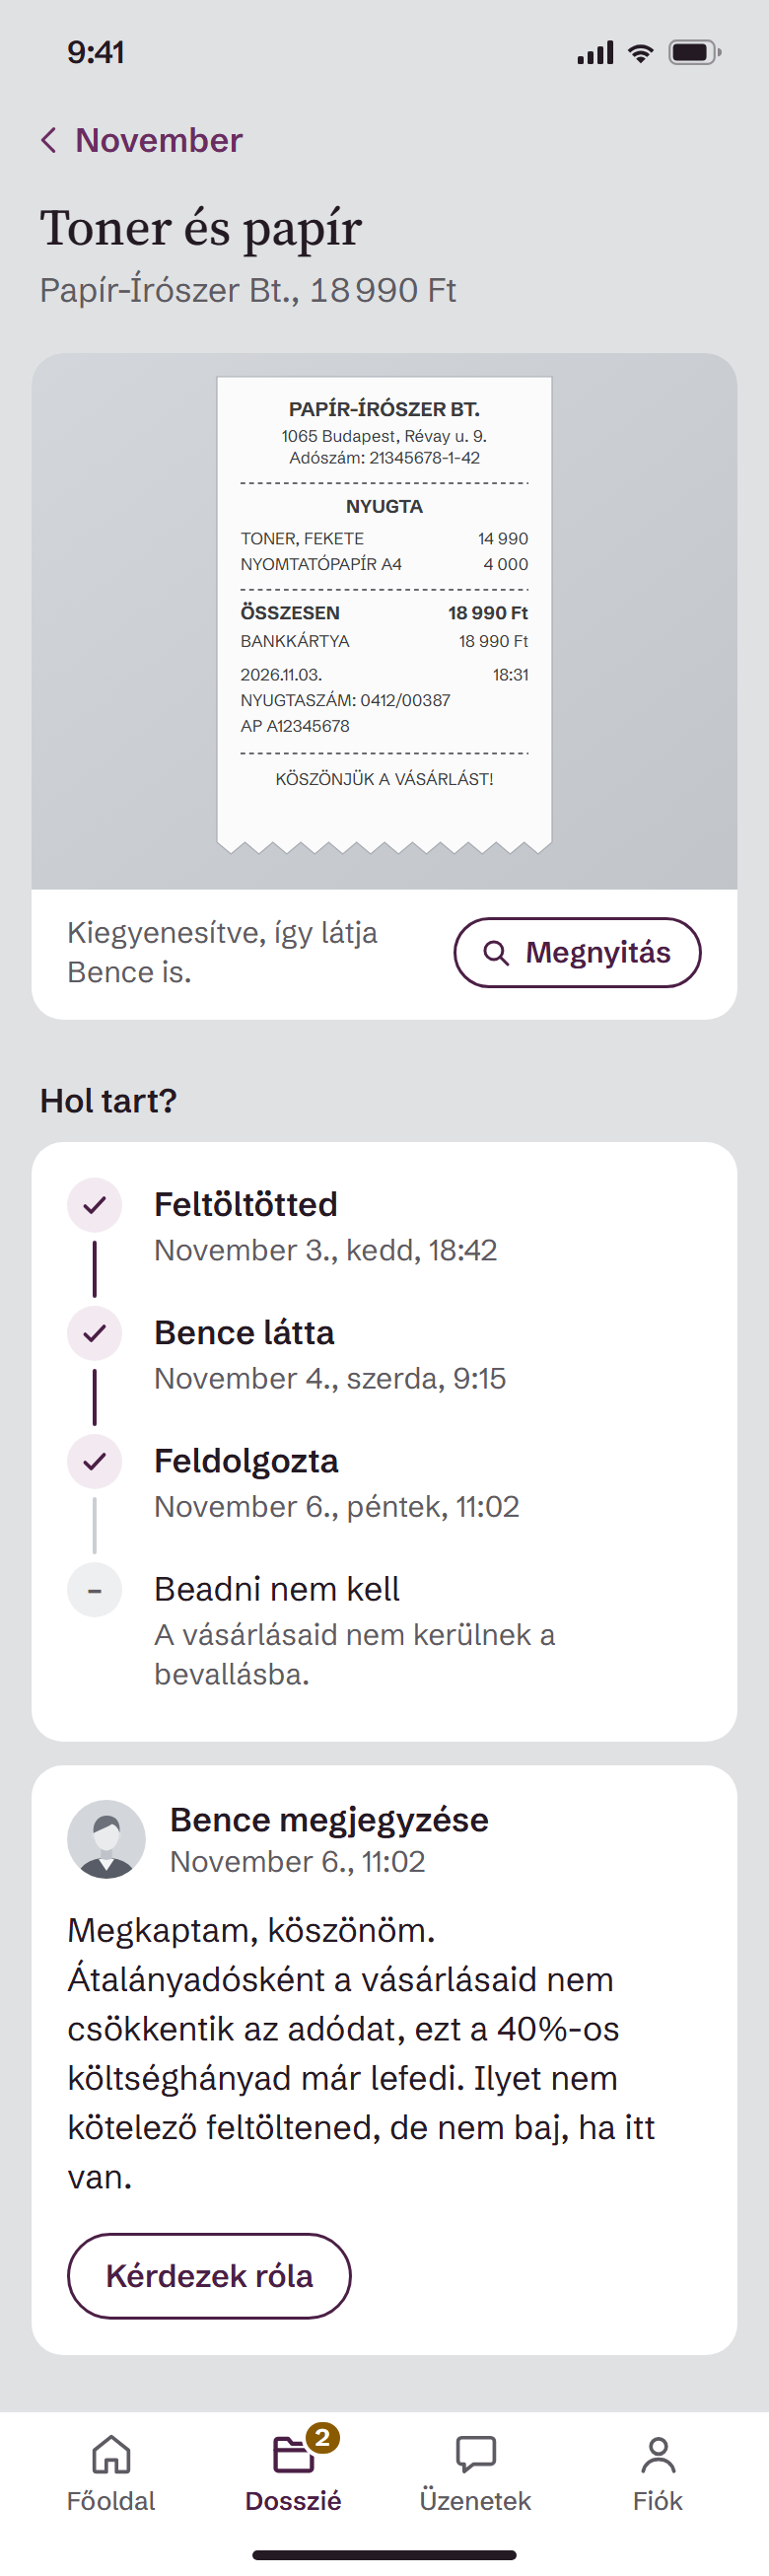 9:41
November
Toner és papír
Papír-Írószer Bt., 18 990 Ft
PAPÍR-ÍRÓSZER BT.
1065 Budapest, Révay u. 9.
Adószám: 21345678-1-42
NYUGTA
TONER, FEKETE 14 990
NYOMTATÓPAPÍR A4 4 000
ÖSSZESEN 18 990 Ft
BANKKÁRTYA 18 990 Ft
2026.11.03. 18:31
NYUGTASZÁM: 0412/00387
AP A12345678
KÖSZÖNJÜK A VÁSÁRLÁST!
Kiegyenesítve, így látja
Bence is.
Megnyitás
Hol tart?
Feltöltötted
November 3., kedd, 18:42
Bence látta
November 4., szerda, 9:15
Feldolgozta
November 6., péntek, 11:02
Beadni nem kell
A vásárlásaid nem kerülnek a
bevallásba.
Bence megjegyzése
November 6., 11:02
Megkaptam, köszönöm.
Átalányadósként a vásárlásaid nem
csökkentik az adódat, ezt a 40%-os
költséghányad már lefedi. Ilyet nem
kötelező feltöltened, de nem baj, ha itt
van.
Kérdezek róla
2
Főoldal Dosszié Üzenetek Fiók